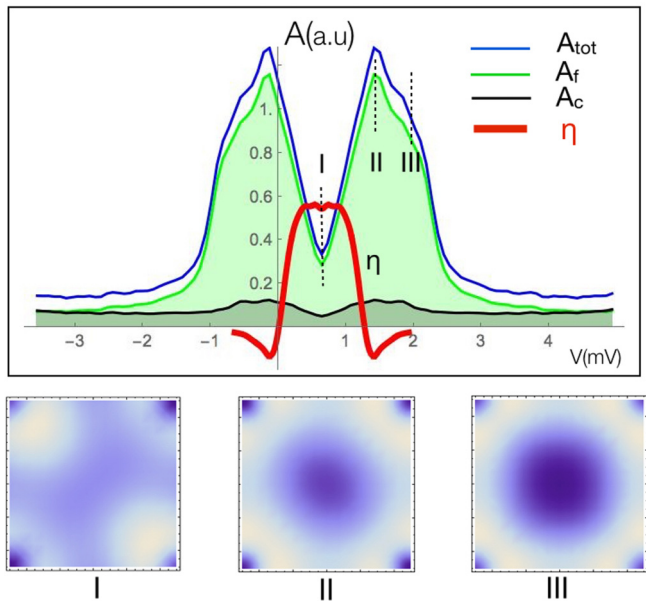 A(a.u)
A_tot
A_f
A_c
η
1.
0.8
0.6
0.4
0.2
I
II
III
η
-3
-2
-1
0
1
2
3
4
V(mV)
I
II
III